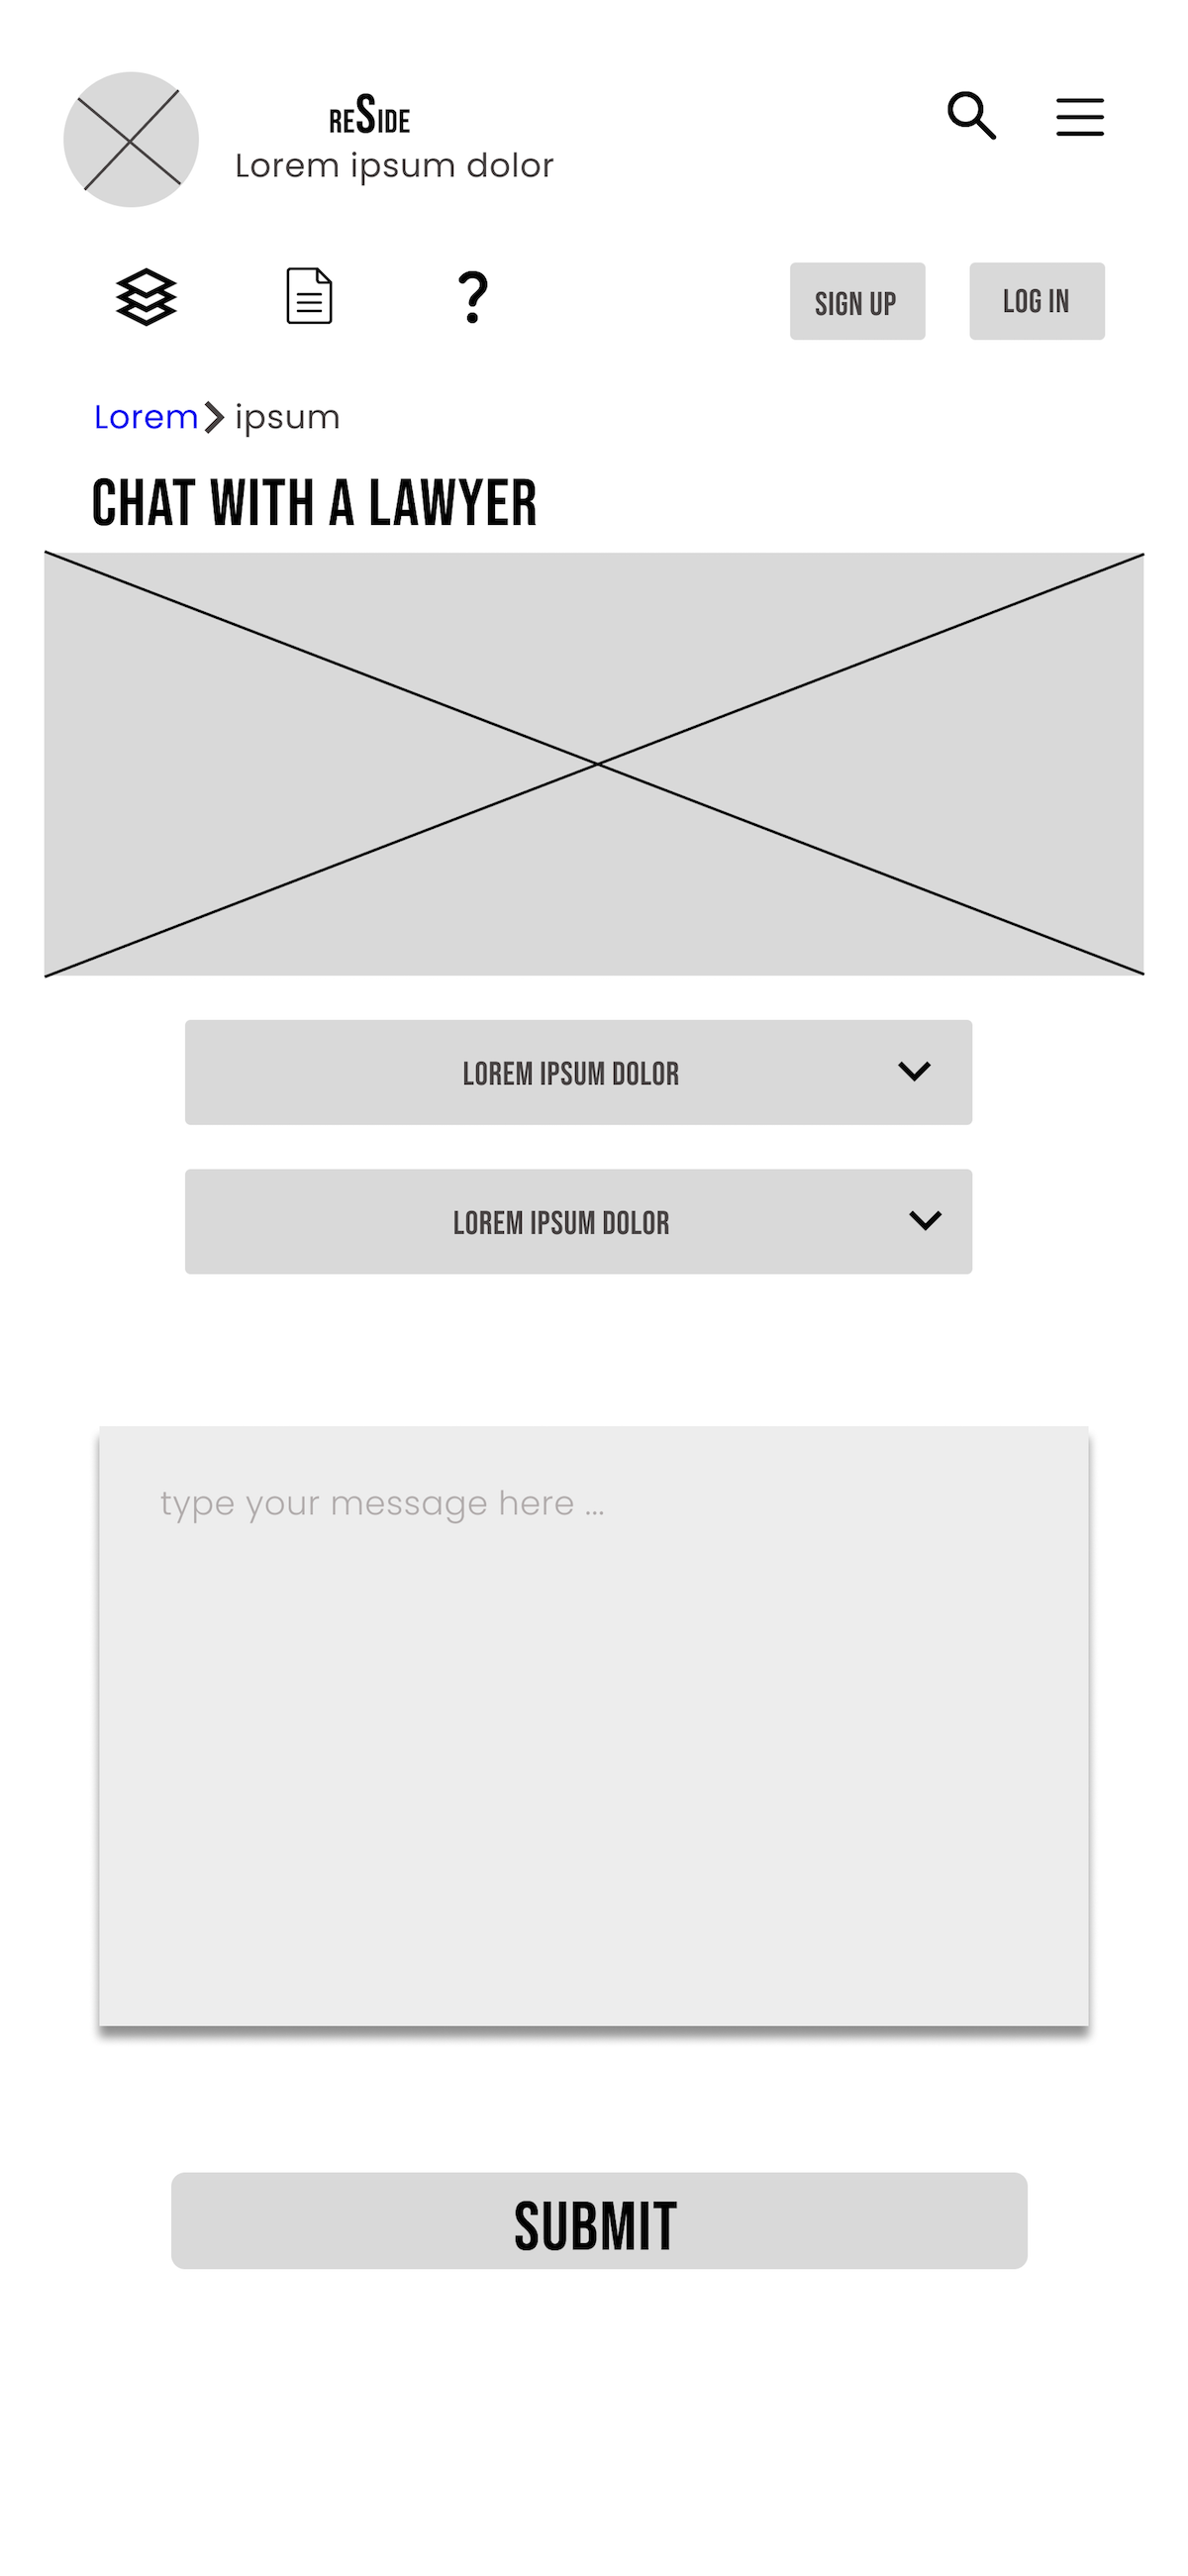 reSIDE
Lorem ipsum dolor
?
SIGN UP
LOG IN
Lorem > ipsum
CHAT WITH A LAWYER
LOREM IPSUM DOLOR
LOREM IPSUM DOLOR
type your message here ...
SUBMIT